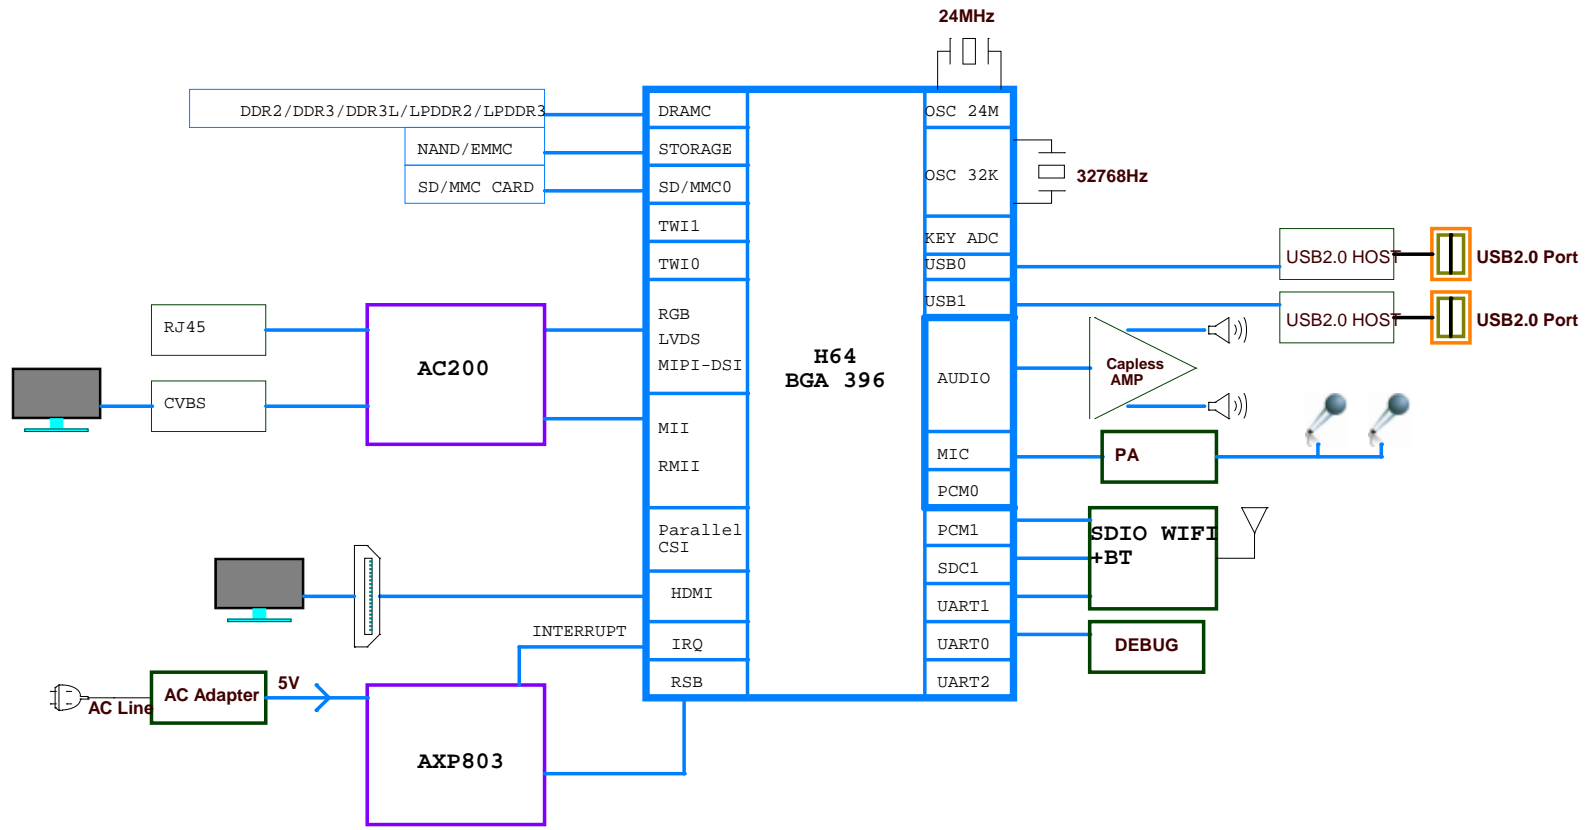 24MHz
DDR2/DDR3/DDR3L/LPDDR2/LPDDR3
DRAMC
OSC 24M
NAND/EMMC
STORAGE
SD/MMC CARD
SD/MMC0
OSC 32K
32768Hz
TWI1
KEY ADC
TWI0
USB0
USB2.0 HOST
USB2.0 Port
USB1
USB2.0 HOST
USB2.0 Port
RJ45
RGB
LVDS
MIPI-DSI
AC200
H64
BGA 396
AUDIO
Capless
AMP
CVBS
MII
RMII
MIC
PA
PCM0
Parallel
CSI
PCM1
SDIO WIFI
+BT
SDC1
HDMI
UART1
INTERRUPT
IRQ
UART0
DEBUG
RSB
UART2
AC Line
AC Adapter
5V
AXP803